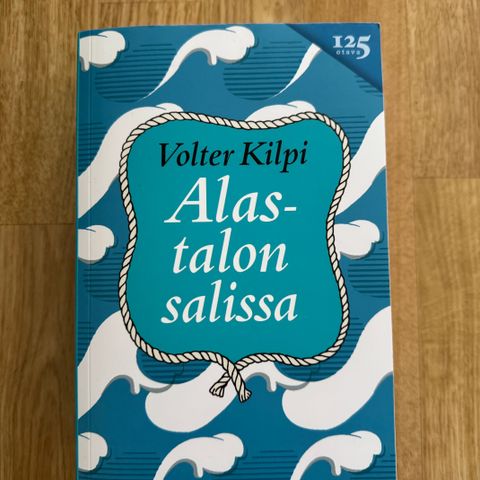 125
otava
Volter Kilpi
Alas-
talon
salissa